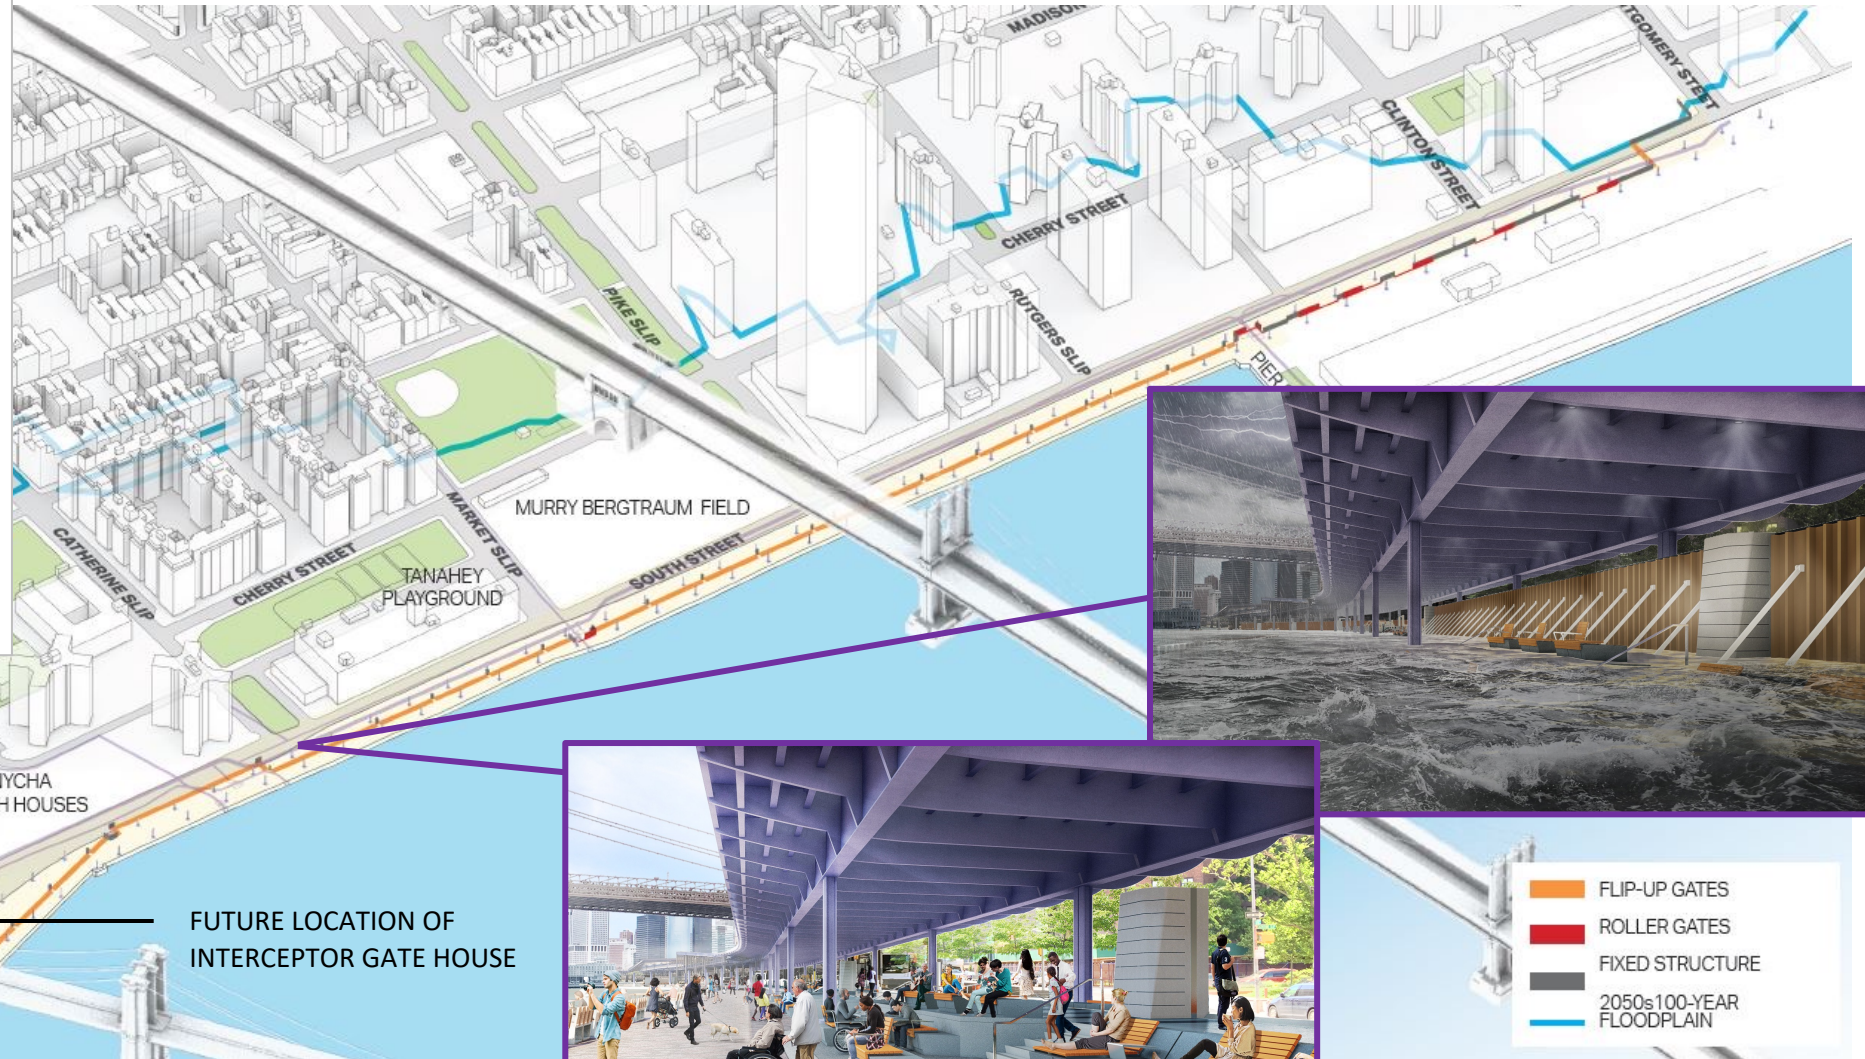 MADISON
TGOMERY STREET
CLINTON STREET
CHERRY STREET
PIKE SLIP
RUTGERS SLIP
PIER
MURRY BERGTRAUM FIELD
MARKET SLIP
SOUTH STREET
CATHERINE SLIP
CHERRY STREET
TANAHEY
PLAYGROUND
NYCHA
H HOUSES
FUTURE LOCATION OF
INTERCEPTOR GATE HOUSE
FLIP-UP GATES
ROLLER GATES
FIXED STRUCTURE
2050s100-YEAR
FLOODPLAIN